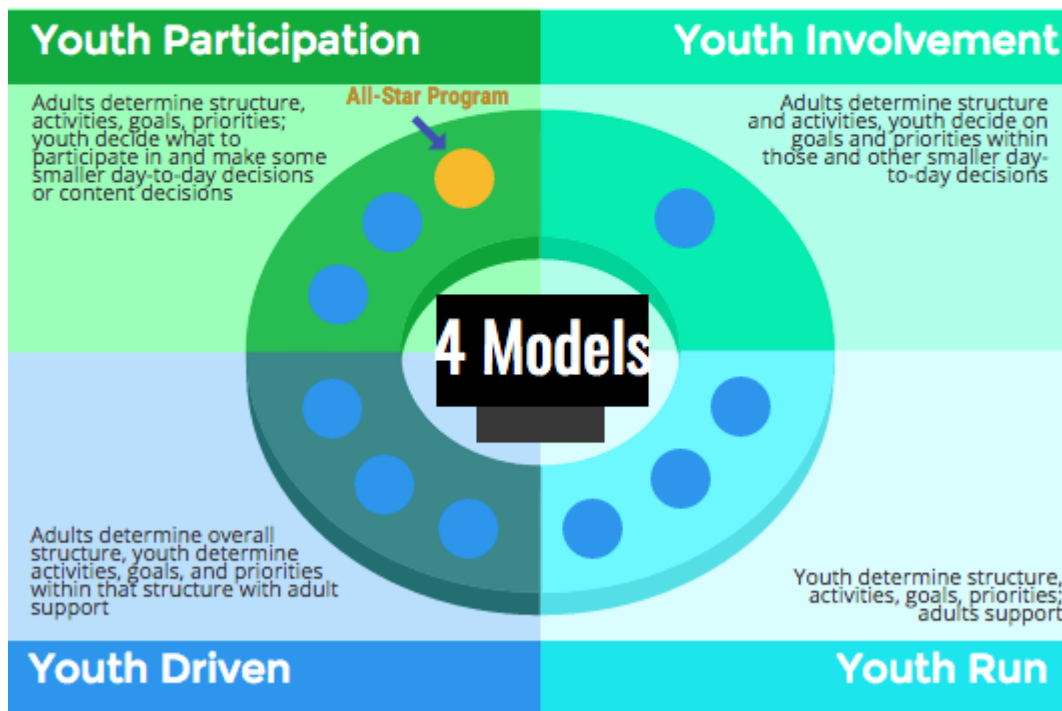 Youth Participation
Adults determine structure,
activities, goals, priorities;
youth decide what to
participate in and make some
smaller day-to-day decisions
or content decisions
All-Star Program
Youth Involvement
Adults determine structure
and activities, youth decide on
goals and priorities within
those and other smaller day-
to-day decisions
4 Models
Adults determine overall
structure, youth determine
activities, goals, and priorities
within that structure with adult
support
Youth Driven
Youth determine structure,
activities, goals, priorities;
adults support
Youth Run